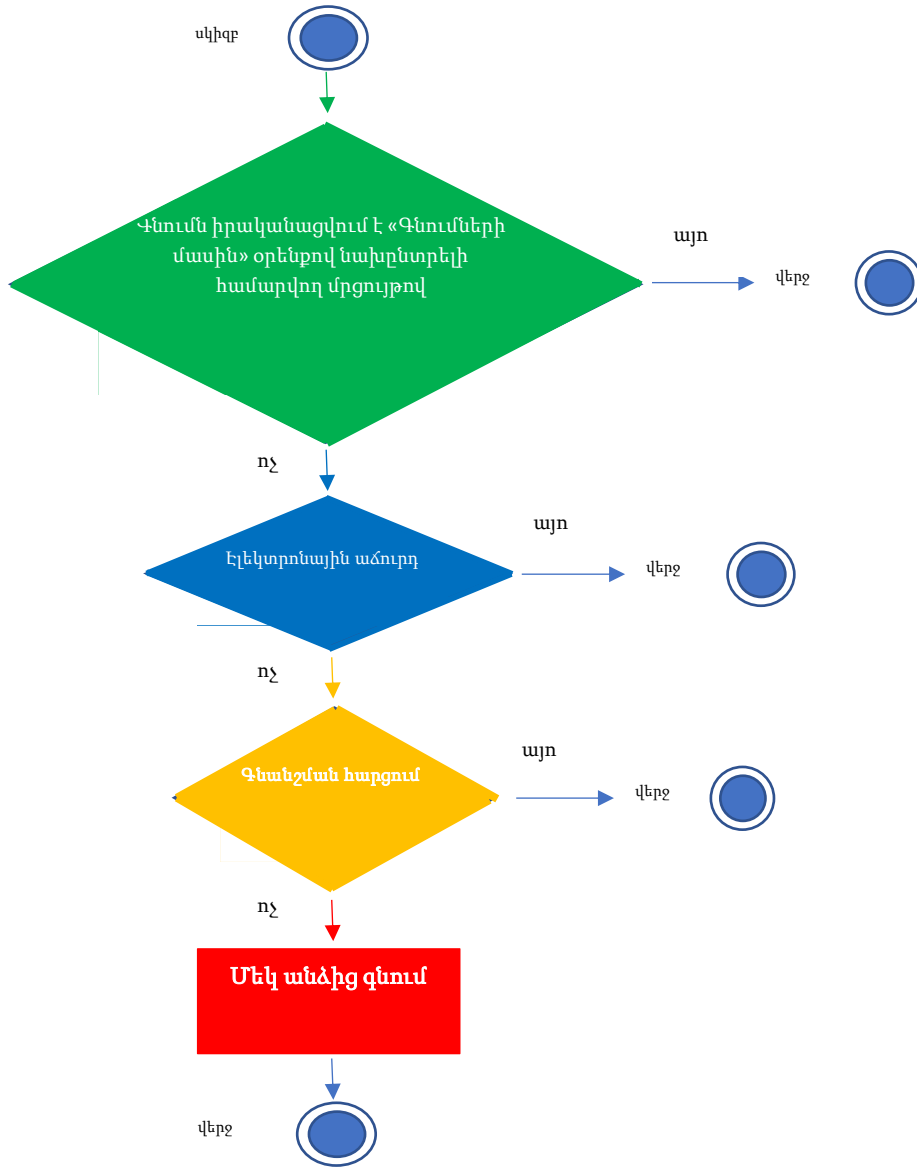 սկիզբ
Գնումն իրականացվում է «Գնումների
մասին» օրենքով նախընտրելի
համարվող մրցույթով
այո
վերջ
ոչ
Էլեկտրոնային աճուրդ
այո
վերջ
ոչ
Գնանշման հարցում
այո
վերջ
ոչ
Մեկ անձից գնում
վերջ